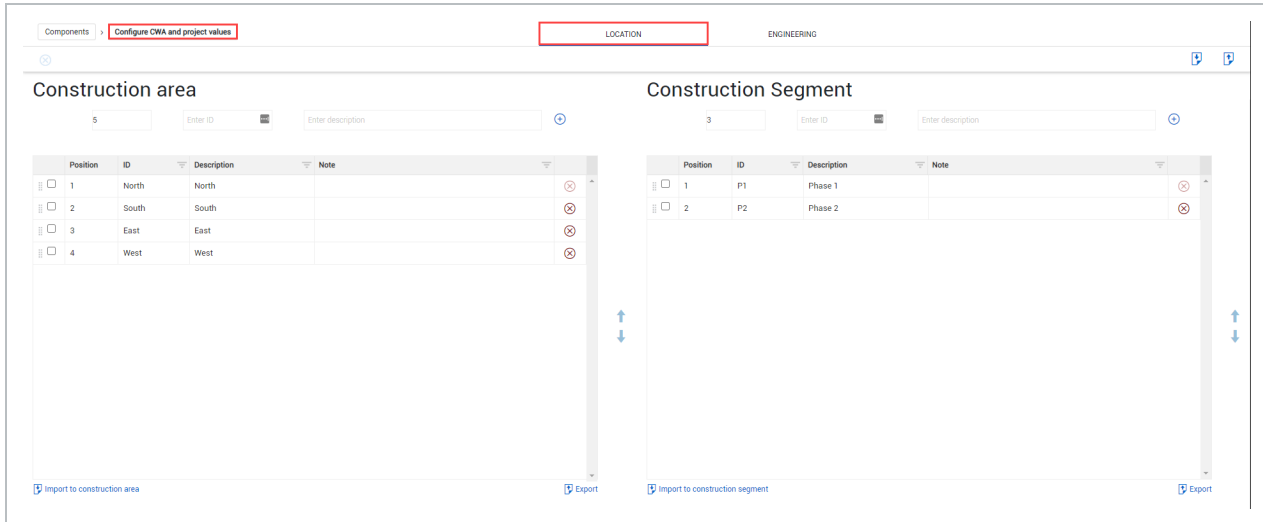 Components > Configure CWA and project values LOCATION ENGINEERING
Construction area
5 Enter ID Enter description
Position ID Description Note
1 North North
2 South South
3 East East
4 West West
Import to construction area Export
Construction Segment
3 Enter ID Enter description
Position ID Description Note
1 P1 Phase 1
2 P2 Phase 2
Import to construction segment Export